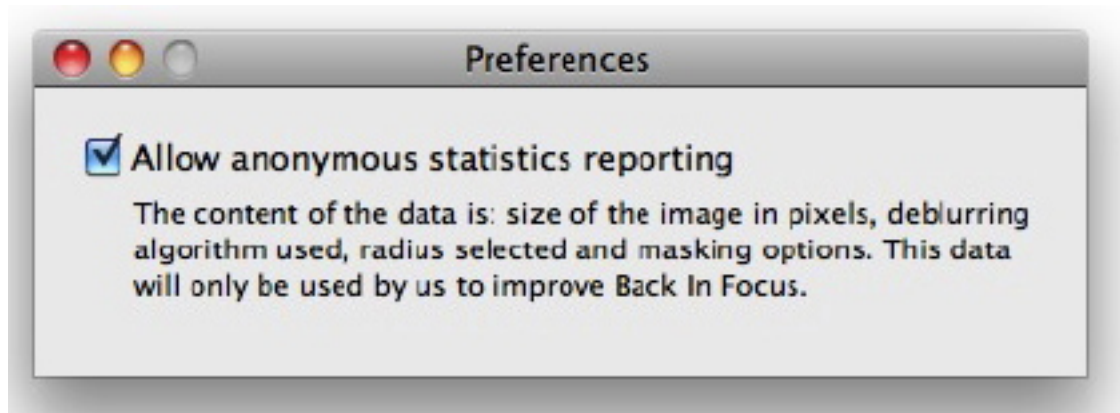 Preferences
Allow anonymous statistics reporting
The content of the data is: size of the image in pixels, deblurring
algorithm used, radius selected and masking options. This data
will only be used by us to improve Back In Focus.